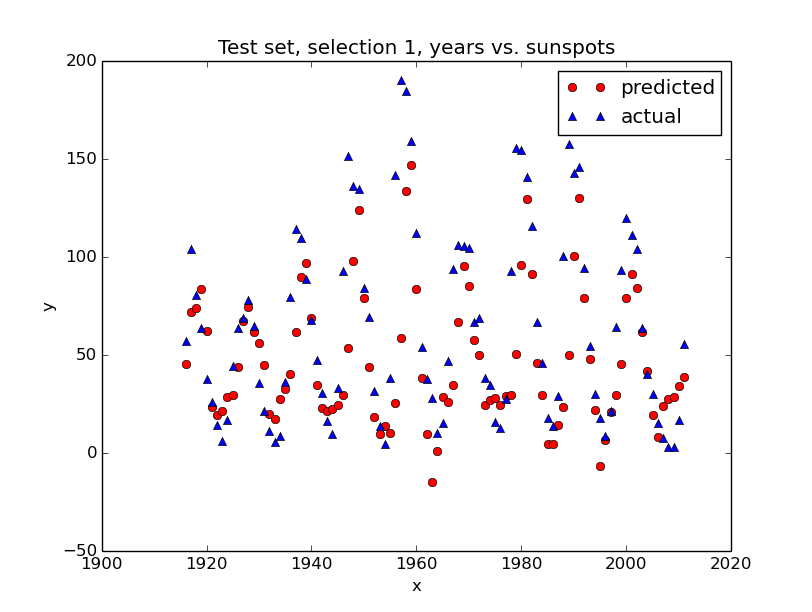 Test set, selection 1, years vs. sunspots
predicted
actual
200
150
100
50
0
−50
y
1900 1920 1940 1960 1980 2000 2020
x